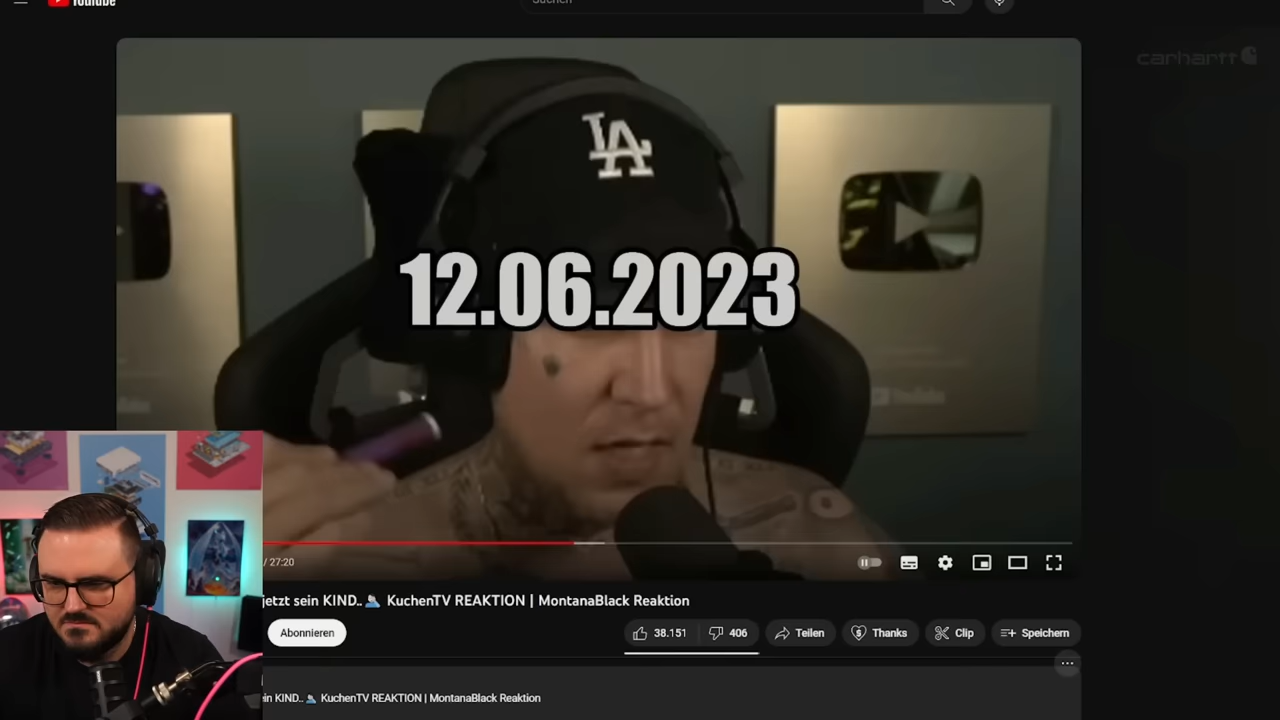 YouTube
Suchen
carhartt
LA
12.06.2023
/ 27:20
jetzt sein KIND.. KuchenTV REAKTION | MontanaBlack Reaktion
Abonnieren
38.151
406
Teilen
Thanks
Clip
Speichern
ein KIND.. KuchenTV REAKTION | MontanaBlack Reaktion